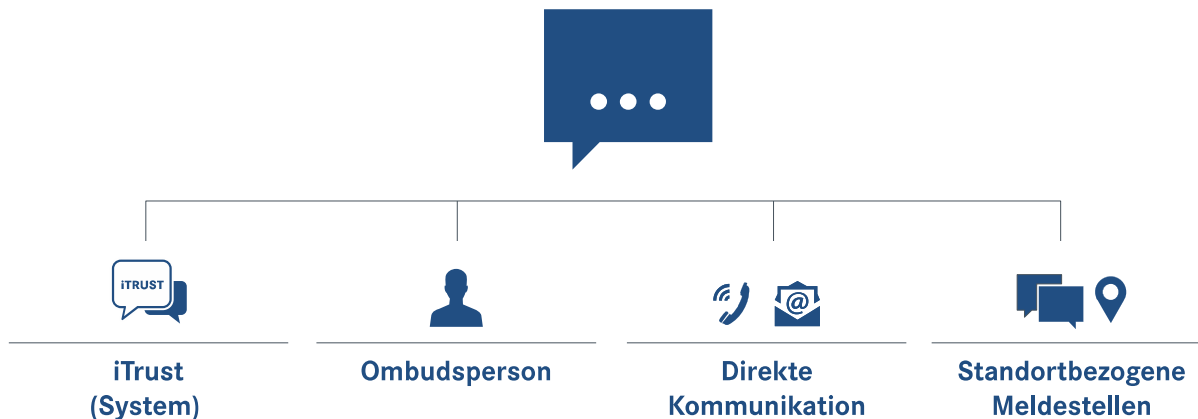 iTRUST
@
iTrust
(System)
Ombudsperson
Direkte
Kommunikation
Standortbezogene
Meldestellen